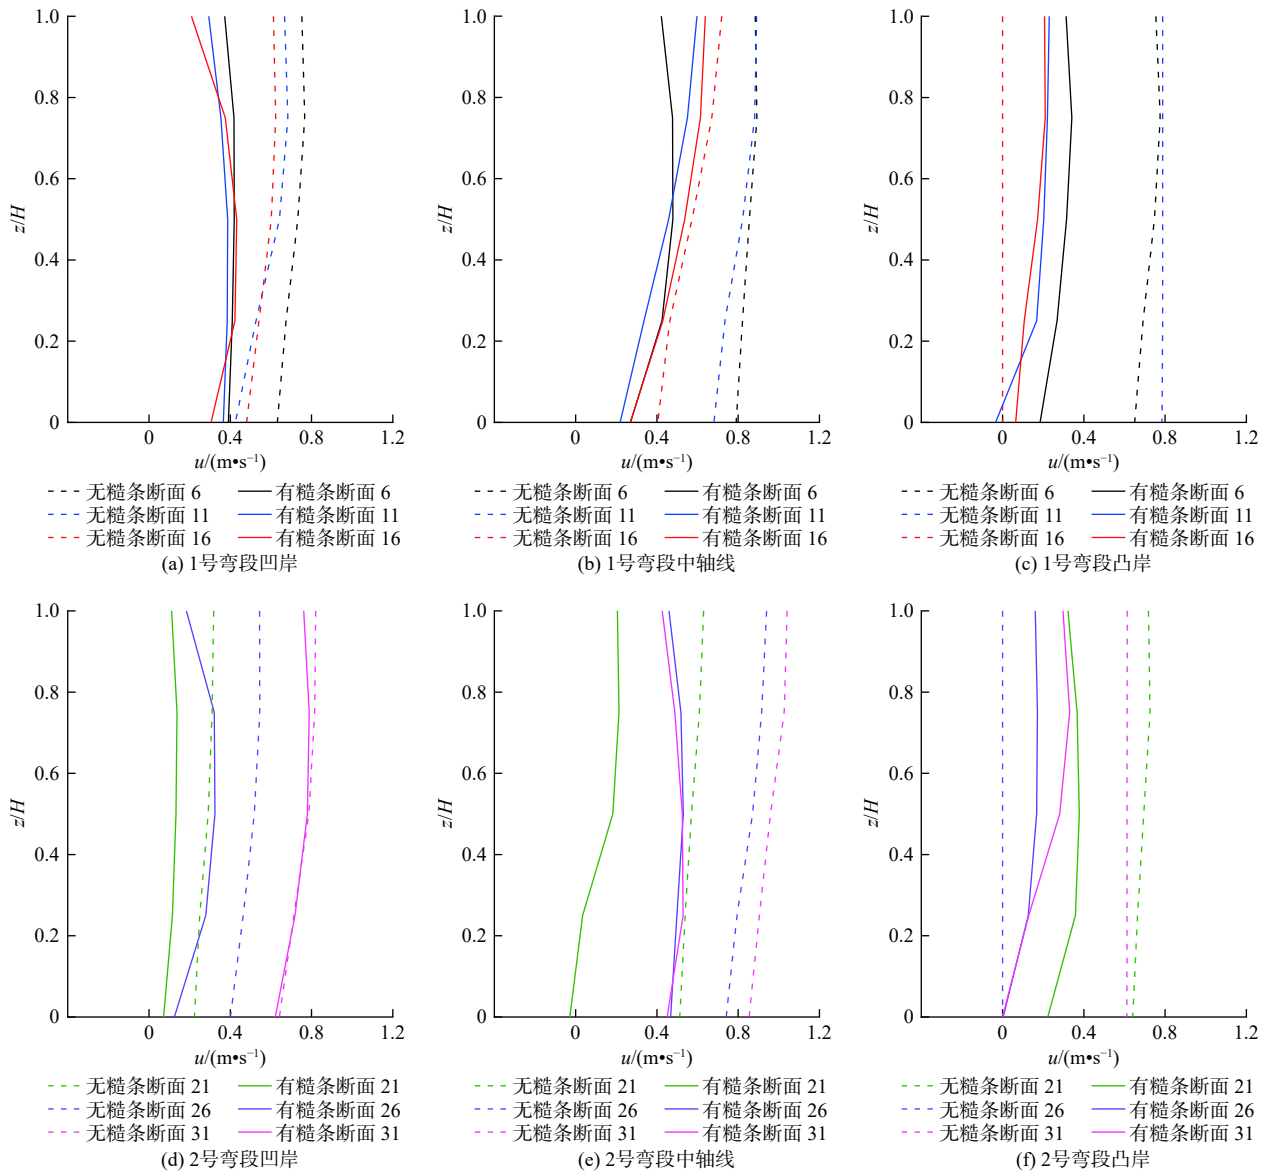 1.0
0.8
0.6
0.4
0.2
0
z/H
0 0.4 0.8 1.2
u/(m•s⁻¹)
无糙条断面 6 有糙条断面 6
无糙条断面 11 有糙条断面 11
无糙条断面 16 有糙条断面 16
(a) 1号弯段凹岸
1.0
0.8
0.6
0.4
0.2
0
z/H
0 0.4 0.8 1.2
u/(m•s⁻¹)
无糙条断面 6 有糙条断面 6
无糙条断面 11 有糙条断面 11
无糙条断面 16 有糙条断面 16
(b) 1号弯段中轴线
1.0
0.8
0.6
0.4
0.2
0
z/H
0 0.4 0.8 1.2
u/(m•s⁻¹)
无糙条断面 6 有糙条断面 6
无糙条断面 11 有糙条断面 11
无糙条断面 16 有糙条断面 16
(c) 1号弯段凸岸
1.0
0.8
0.6
0.4
0.2
0
z/H
0 0.4 0.8 1.2
u/(m•s⁻¹)
无糙条断面 21 有糙条断面 21
无糙条断面 26 有糙条断面 26
无糙条断面 31 有糙条断面 31
(d) 2号弯段凹岸
1.0
0.8
0.6
0.4
0.2
0
z/H
0 0.4 0.8 1.2
u/(m•s⁻¹)
无糙条断面 21 有糙条断面 21
无糙条断面 26 有糙条断面 26
无糙条断面 31 有糙条断面 31
(e) 2号弯段中轴线
1.0
0.8
0.6
0.4
0.2
0
z/H
0 0.4 0.8 1.2
u/(m•s⁻¹)
无糙条断面 21 有糙条断面 21
无糙条断面 26 有糙条断面 26
无糙条断面 31 有糙条断面 31
(f) 2号弯段凸岸